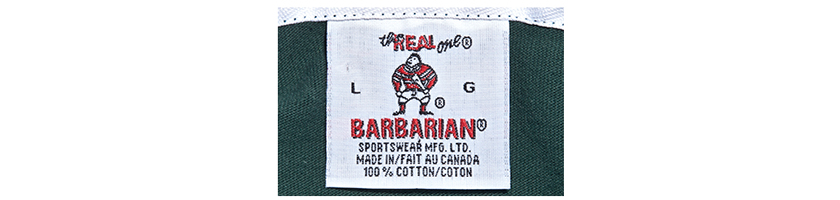 the REAL one®
L G
®
BARBARIAN®
SPORTSWEAR MFG. LTD.
MADE IN/FAIT AU CANADA
100 % COTTON/COTON